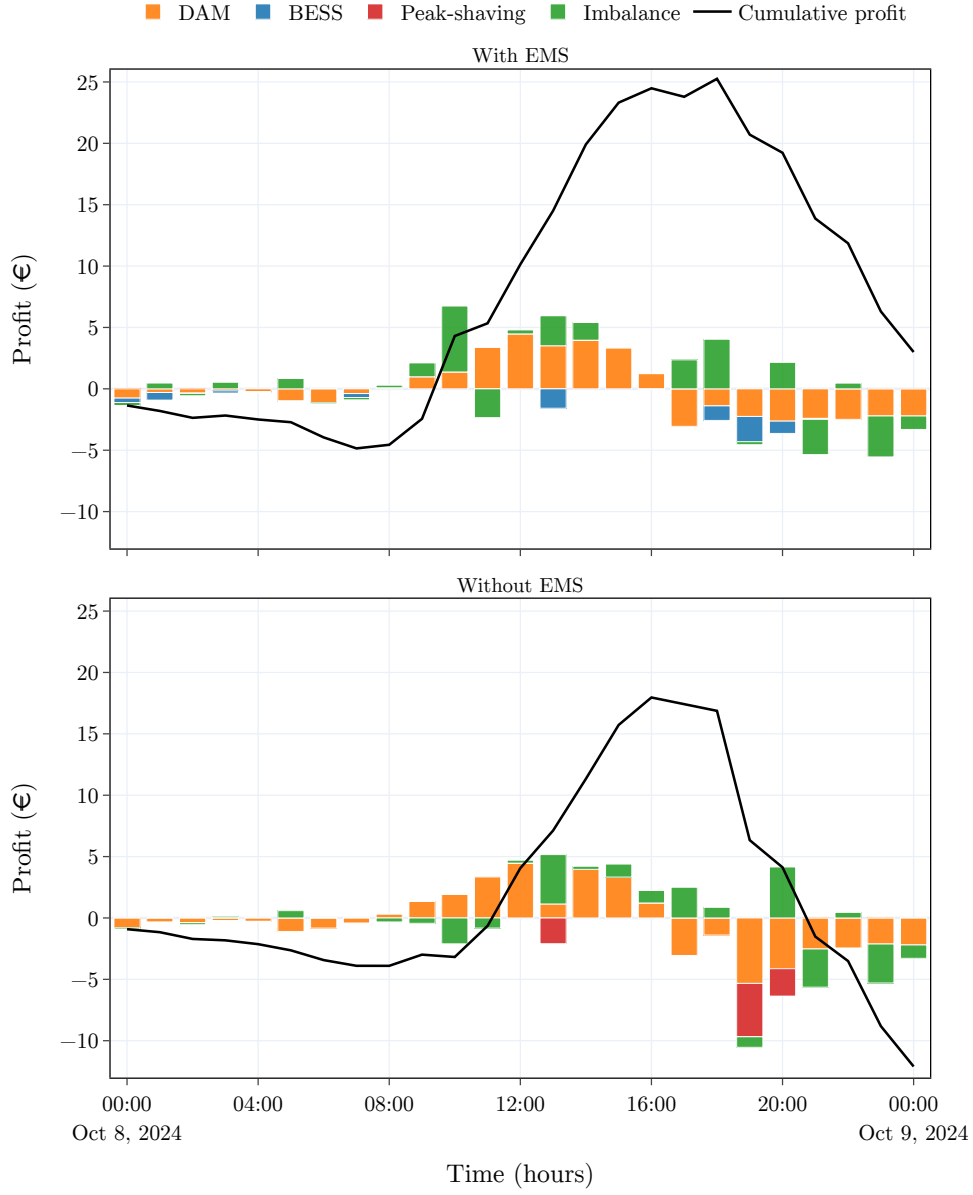 DAM BESS Peak-shaving Imbalance Cumulative profit
With EMS
25
20
15
10
5
0
−5
−10
Profit (€)
Without EMS
25
20
15
10
5
0
−5
−10
Profit (€)
00:00 04:00 08:00 12:00 16:00 20:00 00:00
Oct 8, 2024 Oct 9, 2024
Time (hours)